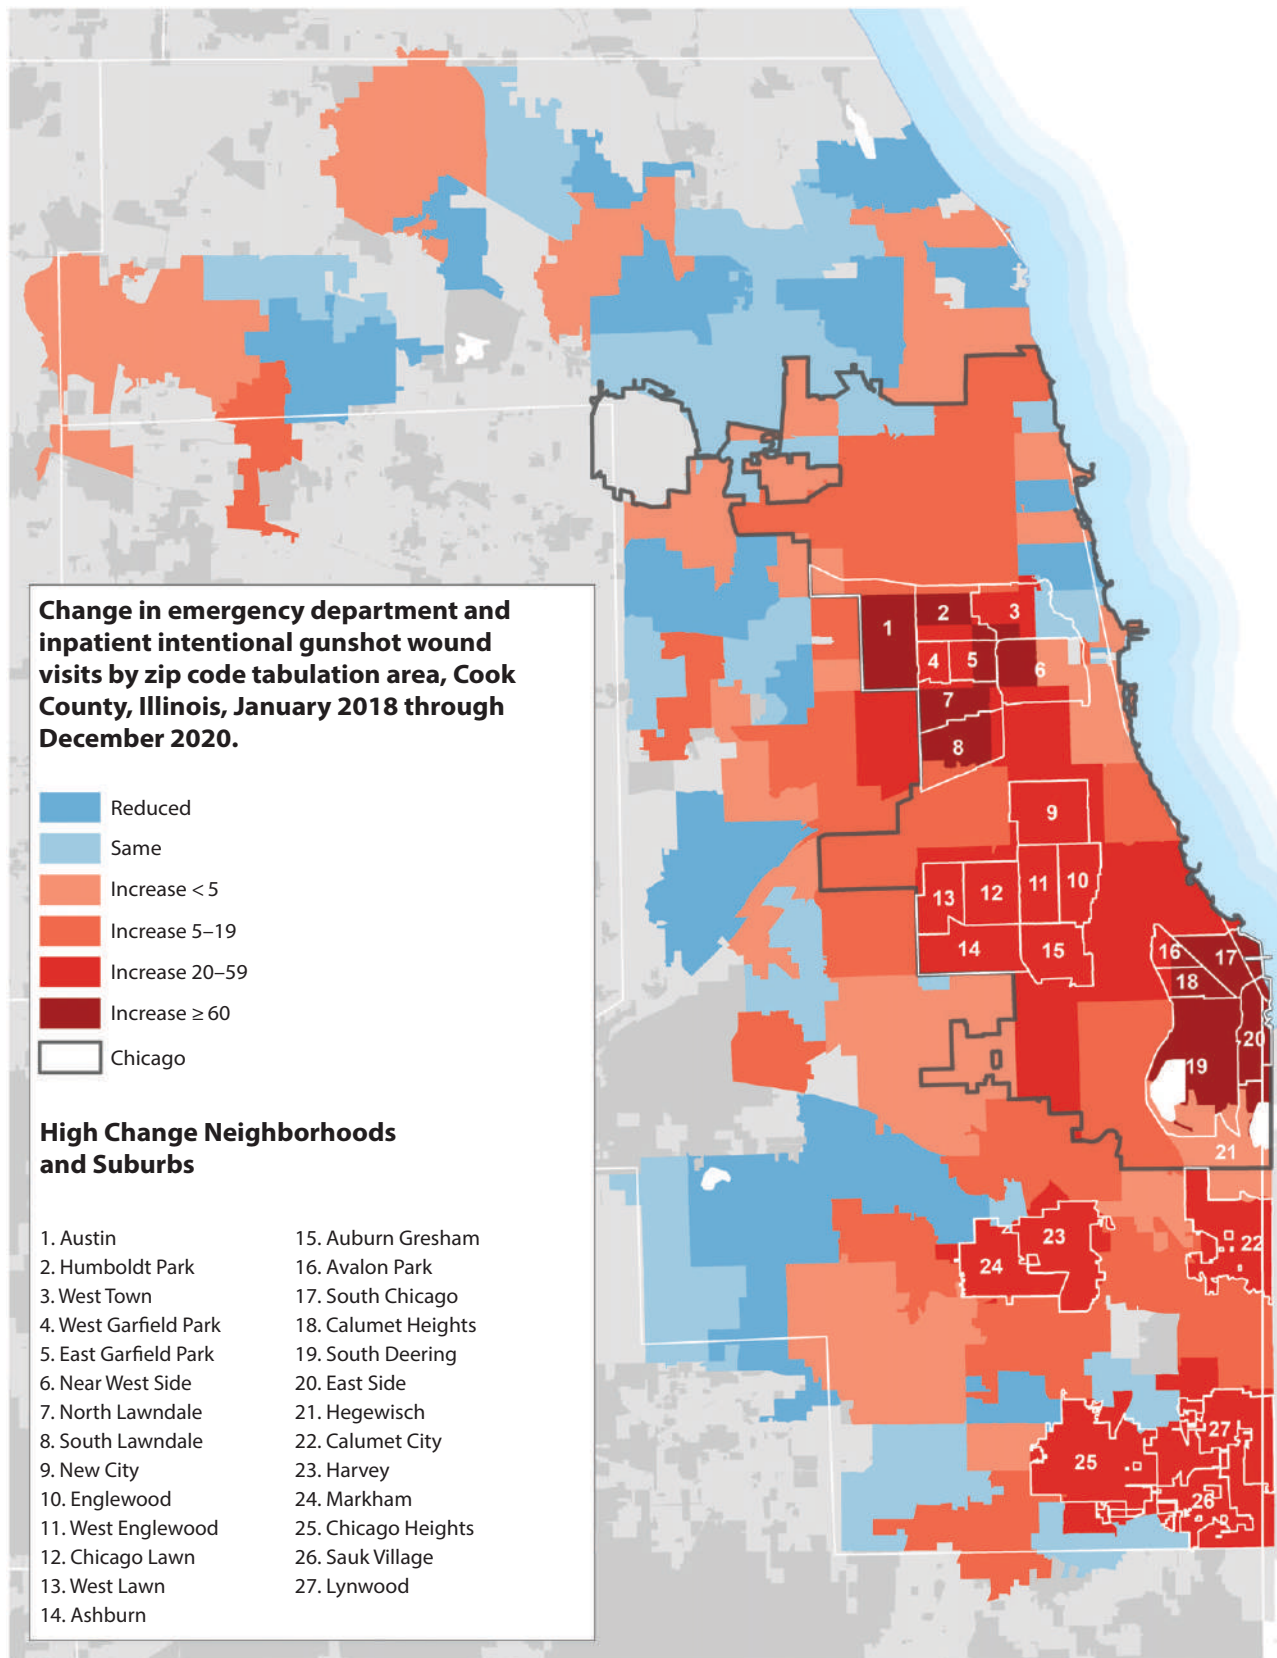 Change in emergency department and
inpatient intentional gunshot wound
visits by zip code tabulation area, Cook
County, Illinois, January 2018 through
December 2020.
Reduced
Same
Increase < 5
Increase 5–19
Increase 20–59
Increase ≥ 60
Chicago
High Change Neighborhoods
and Suburbs
1. Austin
2. Humboldt Park
3. West Town
4. West Garfield Park
5. East Garfield Park
6. Near West Side
7. North Lawndale
8. South Lawndale
9. New City
10. Englewood
11. West Englewood
12. Chicago Lawn
13. West Lawn
14. Ashburn
15. Auburn Gresham
16. Avalon Park
17. South Chicago
18. Calumet Heights
19. South Deering
20. East Side
21. Hegewisch
22. Calumet City
23. Harvey
24. Markham
25. Chicago Heights
26. Sauk Village
27. Lynwood
1
2
3
4
5
6
7
8
9
10
11
12
13
14
15
16
17
18
19
20
21
22
23
24
25
26
27